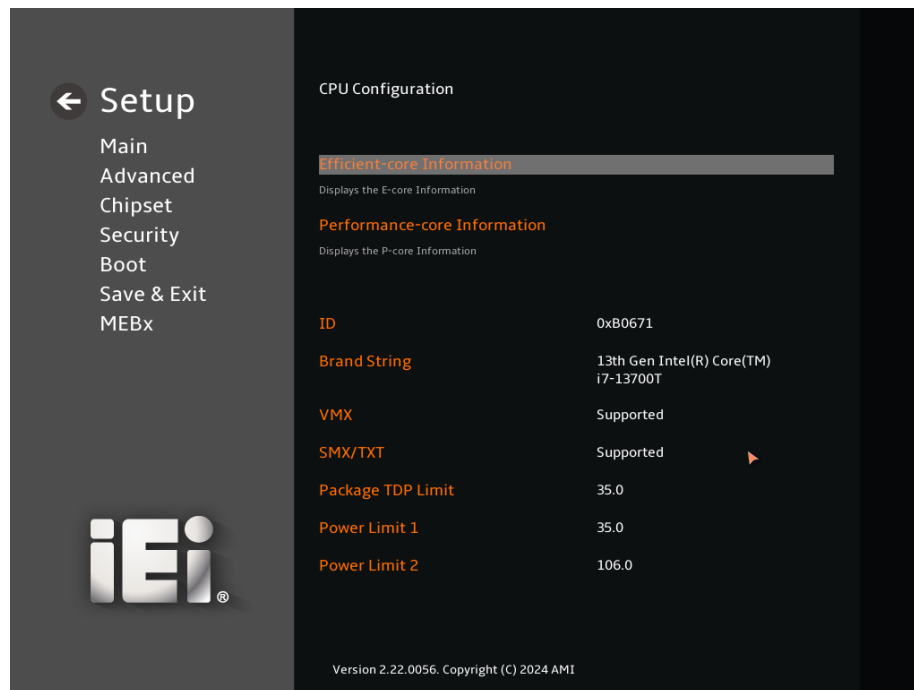 Setup
Main
Advanced
Chipset
Security
Boot
Save & Exit
MEBx
iEi®
CPU Configuration
Efficient-core Information
Displays the E-core Information
Performance-core Information
Displays the P-core Information
ID 0xB0671
Brand String 13th Gen Intel(R) Core(TM)
i7-13700T
VMX Supported
SMX/TXT Supported
Package TDP Limit 35.0
Power Limit 1 35.0
Power Limit 2 106.0
Version 2.22.0056. Copyright (C) 2024 AMI